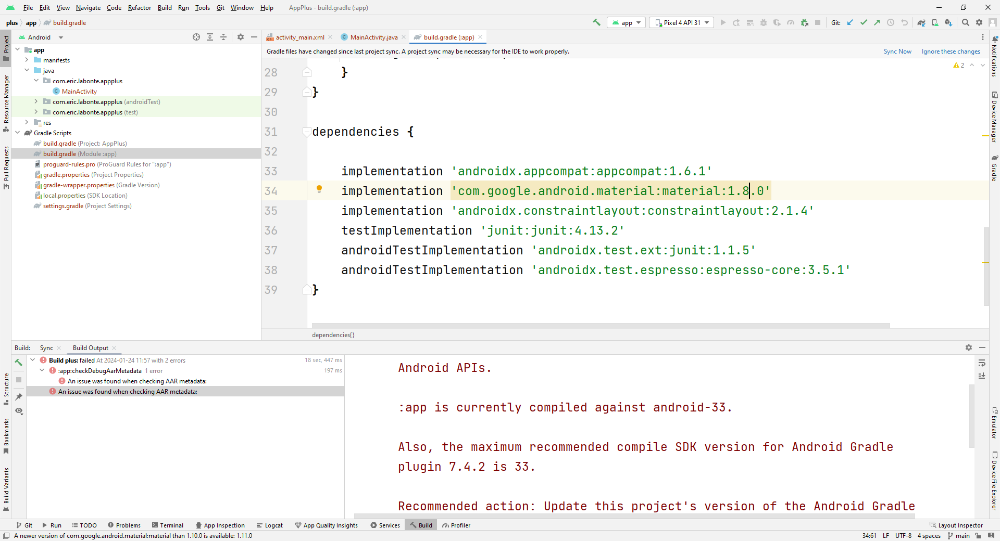 File Edit View Navigate Code Refactor Build Run Tools Git Window Help AppPlus - build.gradle (:app)
plus app build.gradle app Pixel 4 API 31 Git:
Project
Resource Manager
Pull Requests
Structure
Bookmarks
Build Variants
Android
app
manifests
java
com.eric.labonte.appplus
MainActivity
com.eric.labonte.appplus (androidTest)
com.eric.labonte.appplus (test)
res
Gradle Scripts
build.gradle (Project: AppPlus)
build.gradle (Module :app)
proguard-rules.pro (ProGuard Rules for ":app")
gradle.properties (Project Properties)
gradle-wrapper.properties (Gradle Version)
local.properties (SDK Location)
settings.gradle (Project Settings)
activity_main.xml MainActivity.java build.gradle (:app)
Gradle files have changed since last project sync. A project sync may be necessary for the IDE to work properly. Sync Now Ignore these changes
2
28 }
29 }
30
31 dependencies {
32
33 implementation 'androidx.appcompat:appcompat:1.6.1'
34 implementation 'com.google.android.material:material:1.8.0'
35 implementation 'androidx.constraintlayout:constraintlayout:2.1.4'
36 testImplementation 'junit:junit:4.13.2'
37 androidTestImplementation 'androidx.test.ext:junit:1.1.5'
38 androidTestImplementation 'androidx.test.espresso:espresso-core:3.5.1'
39 }
dependencies{}
Notifications
Device Manager
Gradle
Emulator
Device File Explorer
Build: Sync Build Output
Build plus: failed At 2024-01-24 11:57 with 2 errors 18 sec, 447 ms
:app:checkDebugAarMetadata 1 error 197 ms
An issue was found when checking AAR metadata:
An issue was found when checking AAR metadata:
Android APIs.
:app is currently compiled against android-33.
Also, the maximum recommended compile SDK version for Android Gradle
plugin 7.4.2 is 33.
Recommended action: Update this project's version of the Android Gradle
Git Run TODO Problems Terminal App Inspection Logcat App Quality Insights Services Build Profiler Layout Inspector
A newer version of com.google.android.material:material than 1.10.0 is available: 1.11.0 34:61 LF UTF-8 4 spaces main